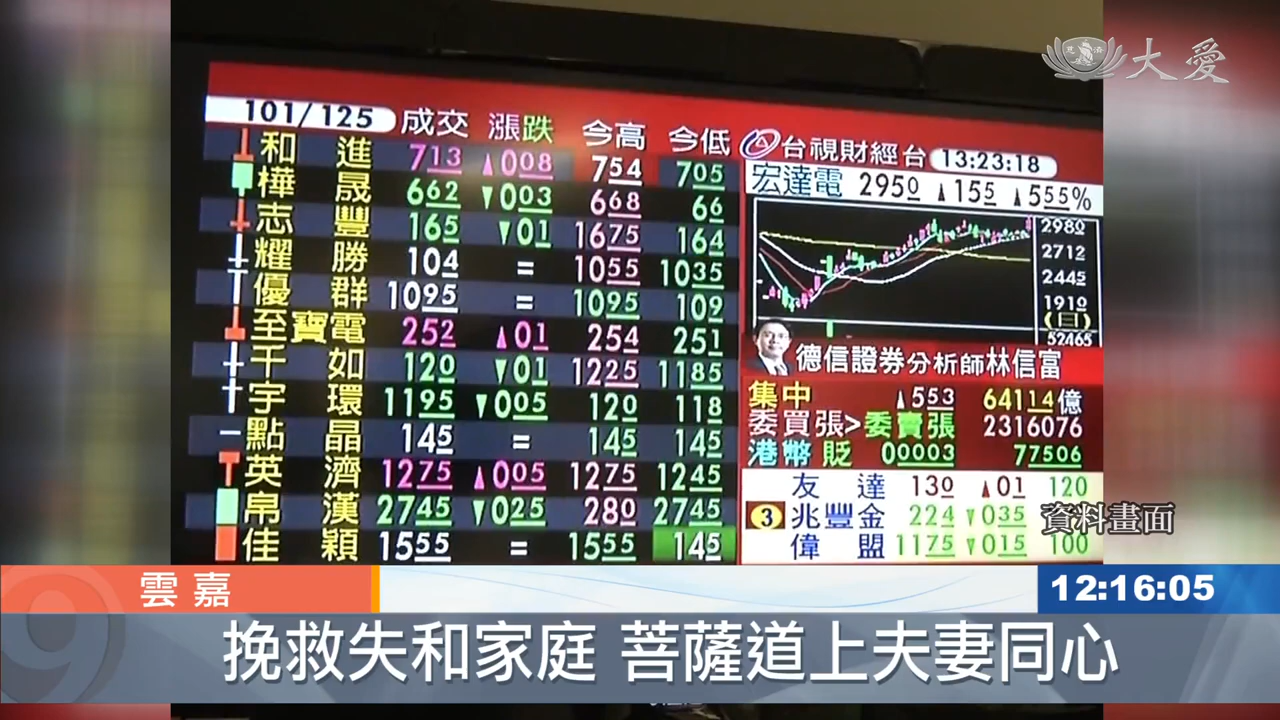 大愛
101/125 成交 漲跌 今高 今低
和進 713 ▲008 754 705
樺晟 662 ▼003 668 66
志豐 165 ▼01 1675 164
耀勝 104 = 1055 1035
優群 1095 = 1095 109
至寶電 252 ▲01 254 251
千如 120 ▼01 1225 1185
宇環 1195 ▼005 120 118
點晶 145 = 145 145
英濟 1275 ▲005 1275 1245
帛漢 2745 ▼025 280 2745
佳穎 1555 = 1555 145
台視財經台 13:23:18
宏達電 2950 ▲155 ▲555%
2980
2712
2445
1910
(日)
52465
德信證券分析師林信富
集中 ▲553 64114億
委買張>委賣張 2316076
港幣 貶 00003 77506
友達 130 ▲01 120
3 兆豐金 224 ▼035
偉盟 1175 ▼015 100
資料畫面
雲嘉
12:16:05
挽救失和家庭 菩薩道上夫妻同心